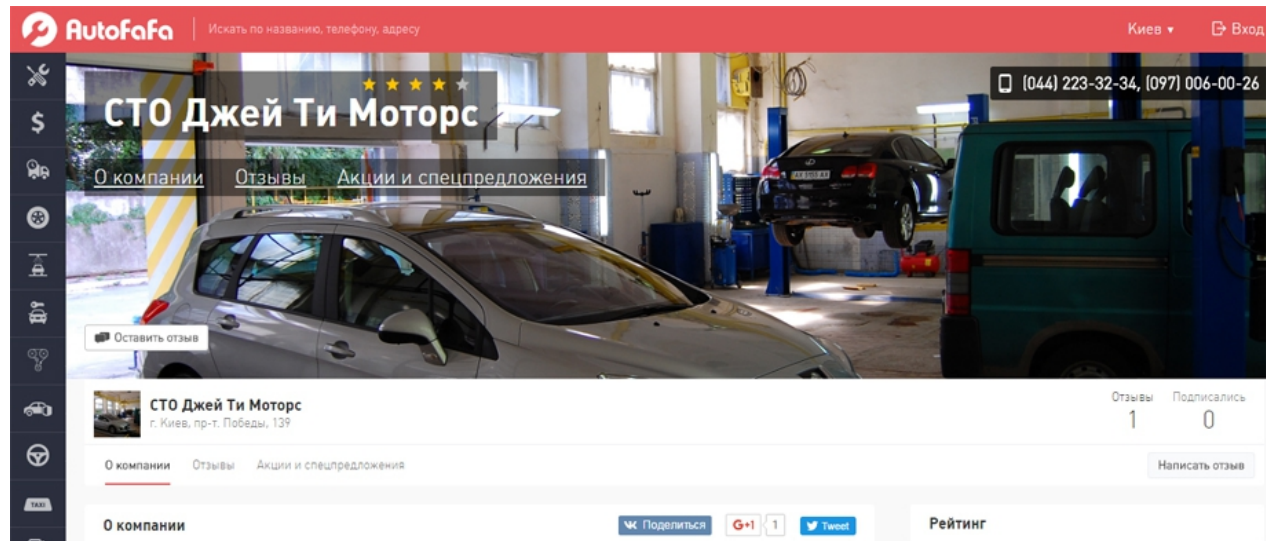 AutoFaFa
Искать по названию, телефону, адресу
Киев
Вход
СТО Джей Ти Моторс
(044) 223-32-34, (097) 006-00-26
О компании Отзывы Акции и спецпредложения
Оставить отзыв
СТО Джей Ти Моторс
г. Киев, пр-т. Победы, 139
Отзывы Подписались
1 0
О компании Отзывы Акции и спецпредложения
Написать отзыв
TAXI
О компании
Поделиться
G+1 1
Tweet
Рейтинг